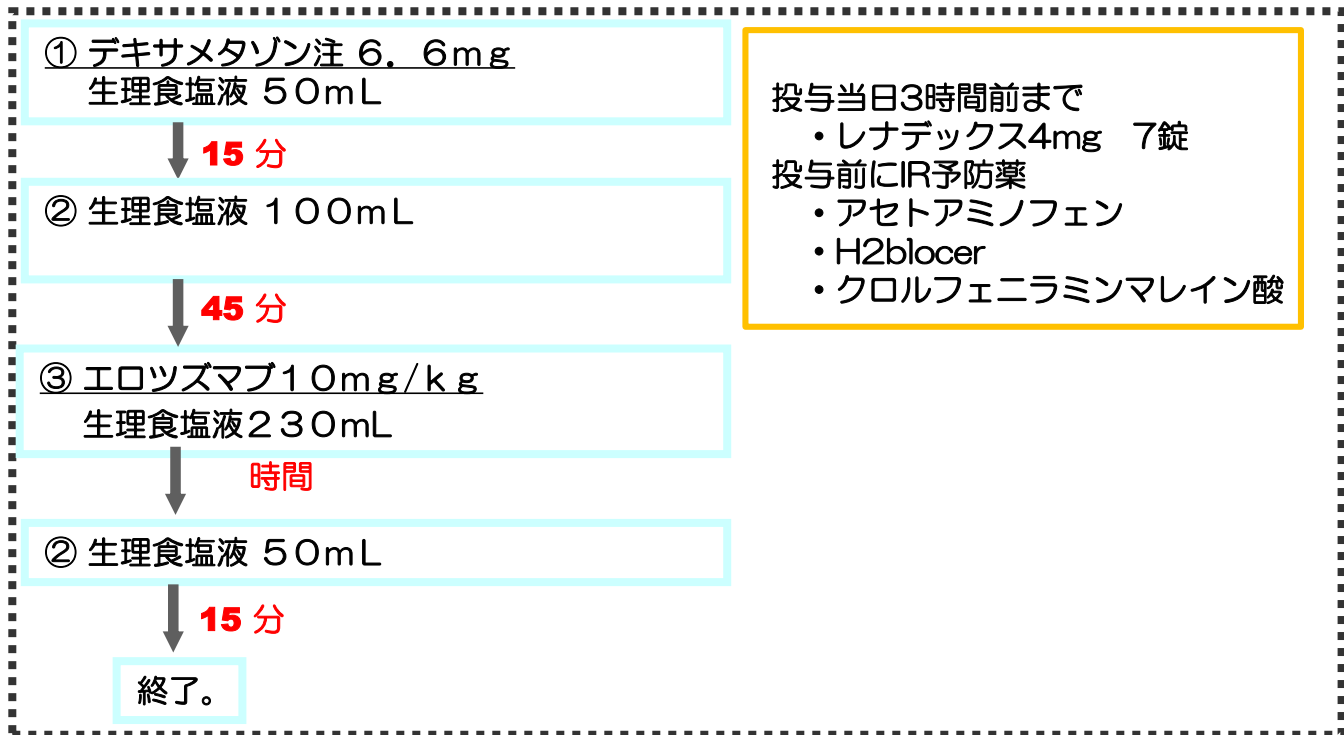 ① デキサメタゾン注 ６．６ｍｇ
生理食塩液 ５０ｍＬ
15 分
② 生理食塩液 １００ｍＬ
45 分
③ エロツズマブ１０ｍｇ/ｋｇ
生理食塩液２３０ｍＬ
時間
② 生理食塩液 ５０ｍＬ
15 分
終了。
投与当日3時間前まで
・レナデックス4mg　7錠
投与前にIR予防薬
・アセトアミノフェン
・H2blocer
・クロルフェニラミンマレイン酸